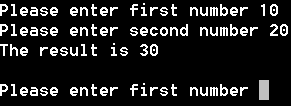 Please enter first number 10
Please enter second number 20
The result is 30
Please enter first number